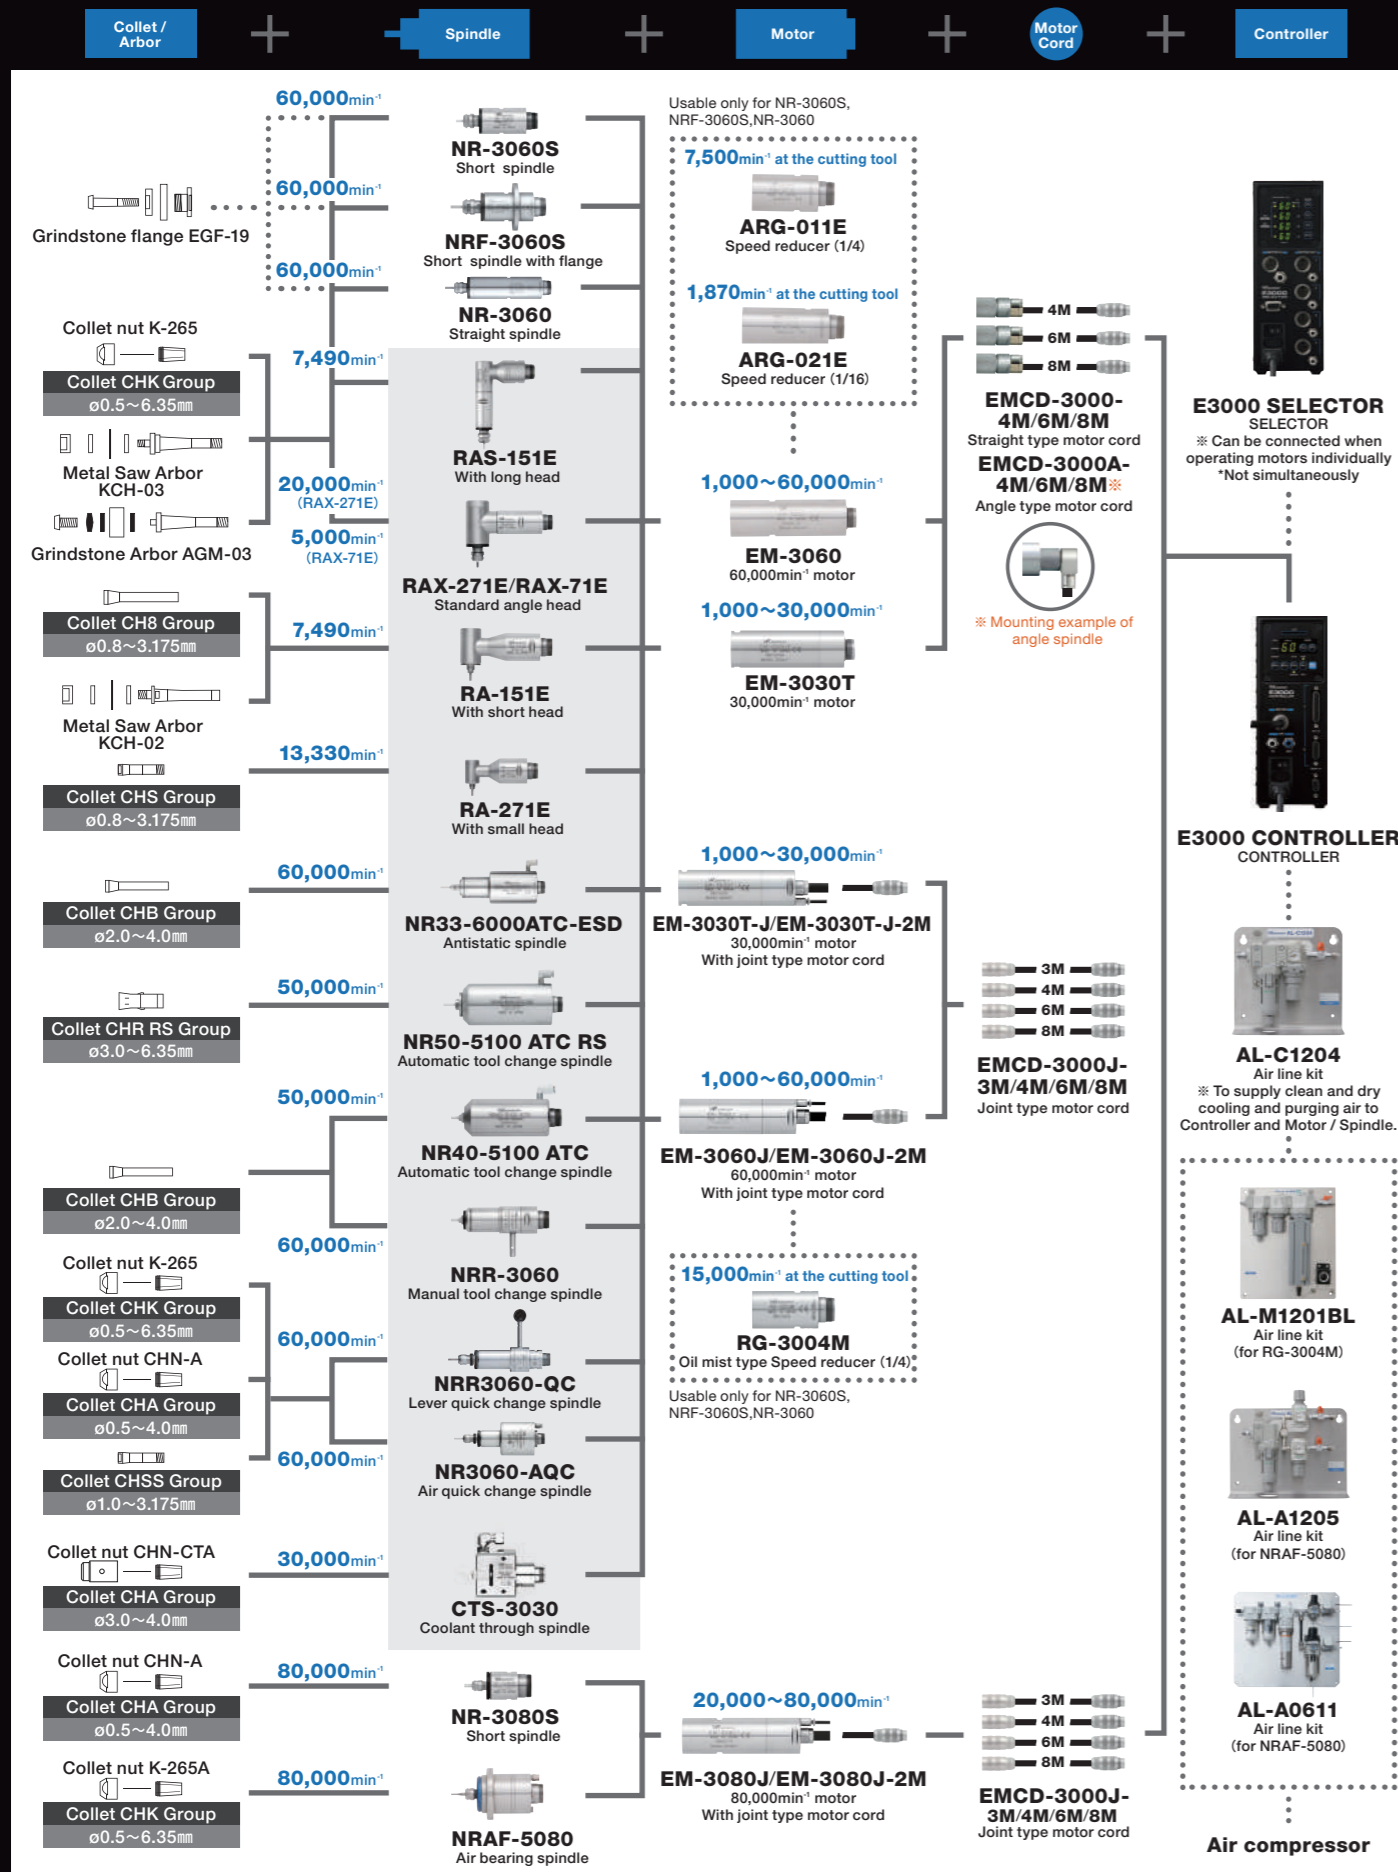 Collet /
Arbor
Spindle
Motor
Motor
Cord
Controller
Grindstone flange EGF-19
Collet nut K-265
Collet CHK Group
ø0.5～6.35㎜
Metal Saw Arbor
KCH-03
Grindstone Arbor AGM-03
Collet CH8 Group
ø0.8～3.175㎜
Metal Saw Arbor
KCH-02
Collet CHS Group
ø0.8～3.175㎜
Collet CHB Group
ø2.0～4.0㎜
Collet CHR RS Group
ø3.0～6.35㎜
Collet CHB Group
ø2.0～4.0㎜
Collet nut K-265
Collet CHK Group
ø0.5～6.35㎜
Collet nut CHN-A
Collet CHA Group
ø0.5～4.0㎜
Collet CHSS Group
ø1.0～3.175㎜
Collet nut CHN-CTA
Collet CHA Group
ø3.0～4.0㎜
Collet nut CHN-A
Collet CHA Group
ø0.5～4.0㎜
Collet nut K-265A
Collet CHK Group
ø0.5～6.35㎜
60,000min⁻¹
60,000min⁻¹
60,000min⁻¹
7,490min⁻¹
20,000min⁻¹
(RAX-271E)
5,000min⁻¹
(RAX-71E)
7,490min⁻¹
13,330min⁻¹
60,000min⁻¹
50,000min⁻¹
50,000min⁻¹
60,000min⁻¹
60,000min⁻¹
60,000min⁻¹
30,000min⁻¹
80,000min⁻¹
80,000min⁻¹
NR-3060S
Short spindle
NRF-3060S
Short spindle with flange
NR-3060
Straight spindle
RAS-151E
With long head
RAX-271E/RAX-71E
Standard angle head
RA-151E
With short head
RA-271E
With small head
NR33-6000ATC-ESD
Antistatic spindle
NR50-5100 ATC RS
Automatic tool change spindle
NR40-5100 ATC
Automatic tool change spindle
NRR-3060
Manual tool change spindle
NRR3060-QC
Lever quick change spindle
NR3060-AQC
Air quick change spindle
CTS-3030
Coolant through spindle
NR-3080S
Short spindle
NRAF-5080
Air bearing spindle
Usable only for NR-3060S,
NRF-3060S,NR-3060
7,500min⁻¹ at the cutting tool
ARG-011E
Speed reducer (1/4)
1,870min⁻¹ at the cutting tool
ARG-021E
Speed reducer (1/16)
1,000～60,000min⁻¹
EM-3060
60,000min⁻¹ motor
1,000～30,000min⁻¹
EM-3030T
30,000min⁻¹ motor
1,000～30,000min⁻¹
EM-3030T-J/EM-3030T-J-2M
30,000min⁻¹ motor
With joint type motor cord
1,000～60,000min⁻¹
EM-3060J/EM-3060J-2M
60,000min⁻¹ motor
With joint type motor cord
15,000min⁻¹ at the cutting tool
RG-3004M
Oil mist type Speed reducer (1/4)
Usable only for NR-3060S,
NRF-3060S,NR-3060
20,000～80,000min⁻¹
EM-3080J/EM-3080J-2M
80,000min⁻¹ motor
With joint type motor cord
4M
6M
8M
EMCD-3000-
4M/6M/8M
Straight type motor cord
EMCD-3000A-
4M/6M/8M※
Angle type motor cord
※ Mounting example of
angle spindle
3M
4M
6M
8M
EMCD-3000J-
3M/4M/6M/8M
Joint type motor cord
3M
4M
6M
8M
EMCD-3000J-
3M/4M/6M/8M
Joint type motor cord
E3000 SELECTOR
SELECTOR
※ Can be connected when
operating motors individually
*Not simultaneously
E3000 CONTROLLER
CONTROLLER
AL-C1204
Air line kit
※ To supply clean and dry
cooling and purging air to
Controller and Motor / Spindle.
AL-M1201BL
Air line kit
(for RG-3004M)
AL-A1205
Air line kit
(for NRAF-5080)
AL-A0611
Air line kit
(for NRAF-5080)
Air compressor